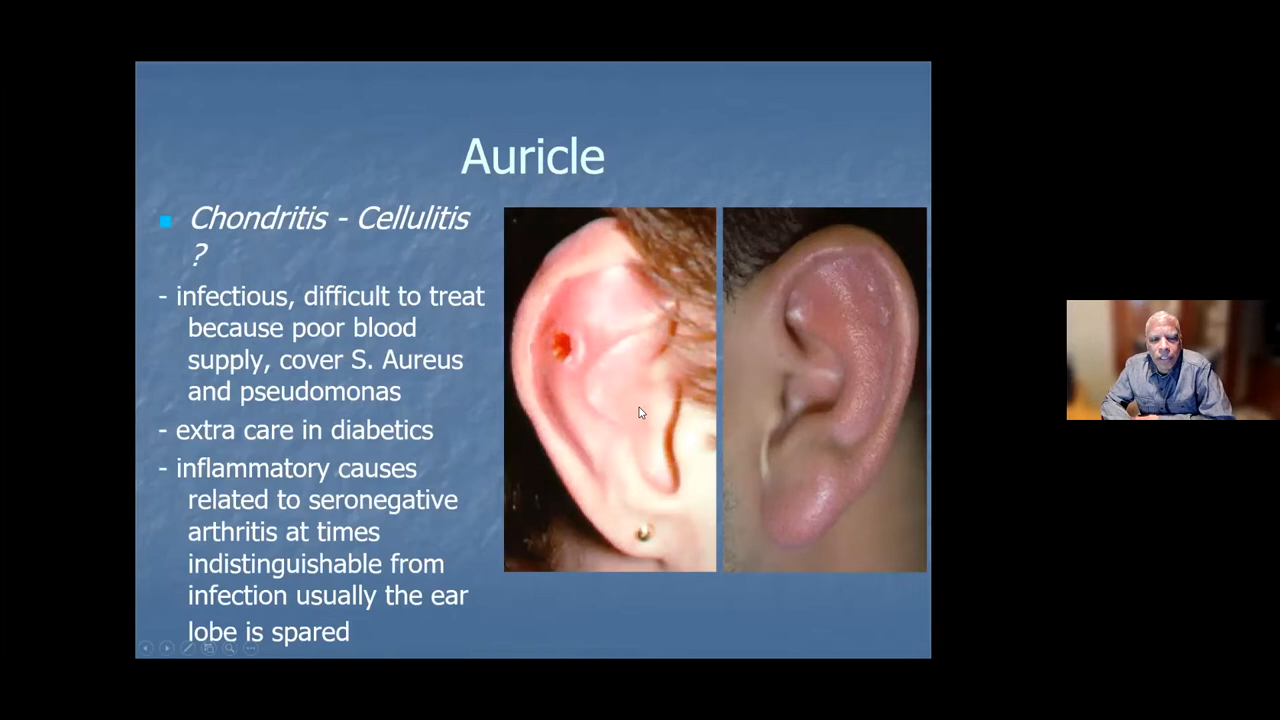 Auricle
Chondritis - Cellulitis
?
- infectious, difficult to treat
because poor blood
supply, cover S. Aureus
and pseudomonas
- extra care in diabetics
- inflammatory causes
related to seronegative
arthritis at times
indistinguishable from
infection usually the ear
lobe is spared